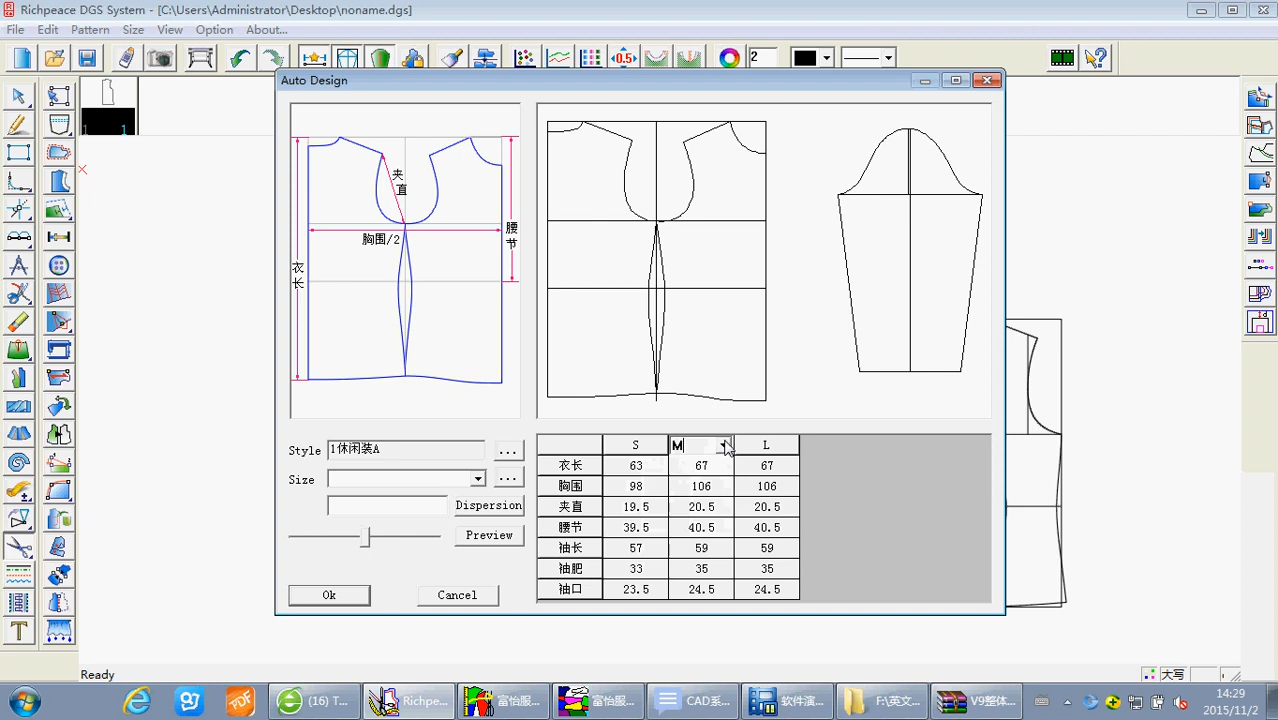 Richpeace DGS System - [C:\Users\Administrator\Desktop\noname.dgs]
File Edit Pattern Size View Option About...
0.5 2
1 1
Auto Design
夹直
胸围/2
腰节
衣长
Style 1休闲装A ...
Size ...
Dispersion
Preview
Ok Cancel
S M L
衣长 63 67 67
胸围 98 106 106
夹直 19.5 20.5 20.5
腰节 39.5 40.5 40.5
袖长 57 59 59
袖肥 33 35 35
袖口 23.5 24.5 24.5
Ready 大写
(16) T... Richpe... 富怡服... 富怡服... CAD系... 软件演... F:\英文... V9整体...
14:29
2015/11/2